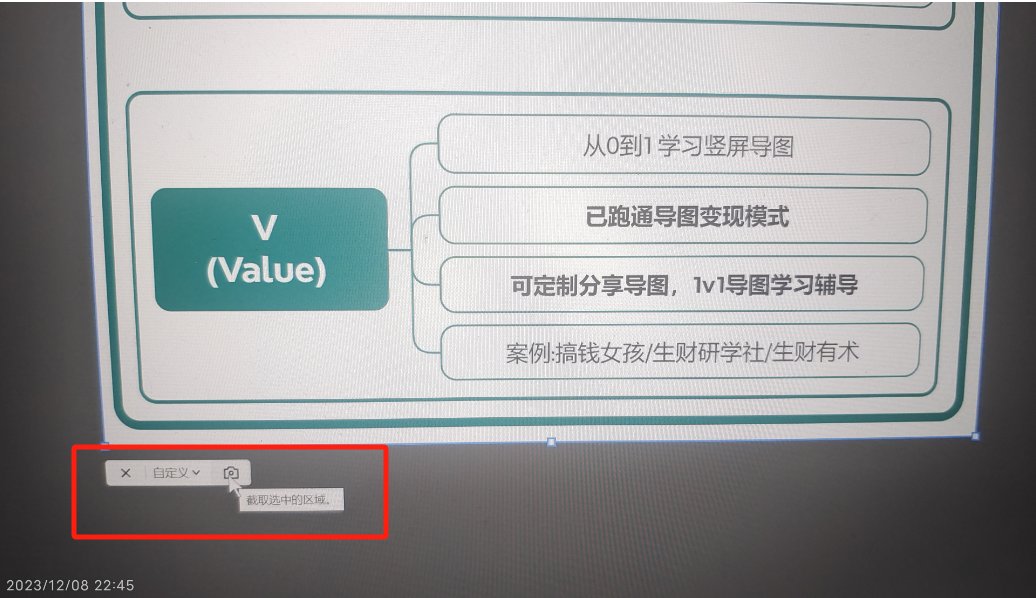 从0到1 学习竖屏导图
V
(Value)
已跑通导图变现模式
可定制分享导图，1v1导图学习辅导
案例:搞钱女孩/生财研学社/生财有术
自定义
截取选中的区域。
2023/12/08 22:45